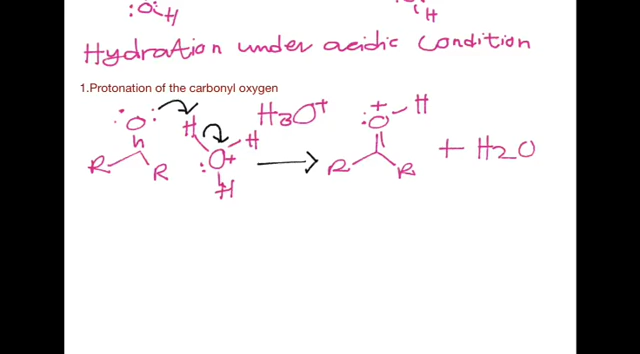 :O-H
H
Hydration under acidic condition
1.Protonation of the carbonyl oxygen
H3O+
:O: H H + H
R R :O+ :O
H R R + H2O